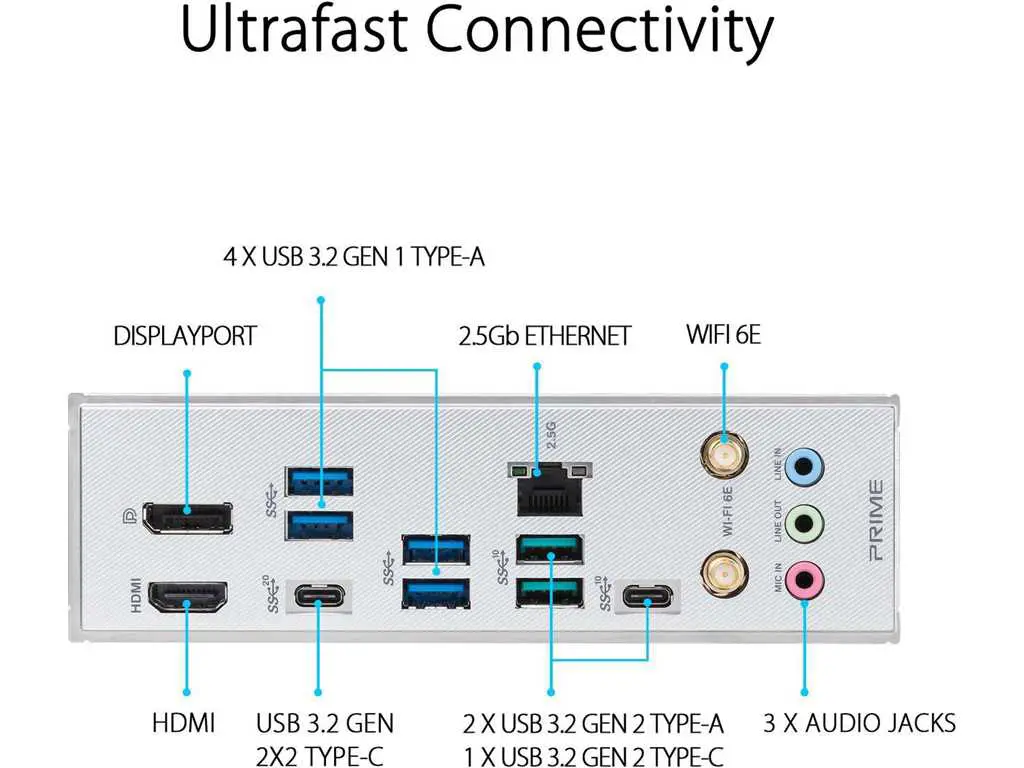 Ultrafast Connectivity
4 X USB 3.2 GEN 1 TYPE-A
DISPLAYPORT
2.5Gb ETHERNET
WIFI 6E
2.5G
LINE IN
SS 10
WI-FI 6E
LINE OUT
PRIME
HDMI
SS 20
SS
SS
SS 10
MIC IN
HDMI
USB 3.2 GEN
2X2 TYPE-C
2 X USB 3.2 GEN 2 TYPE-A
1 X USB 3.2 GEN 2 TYPE-C
3 X AUDIO JACKS